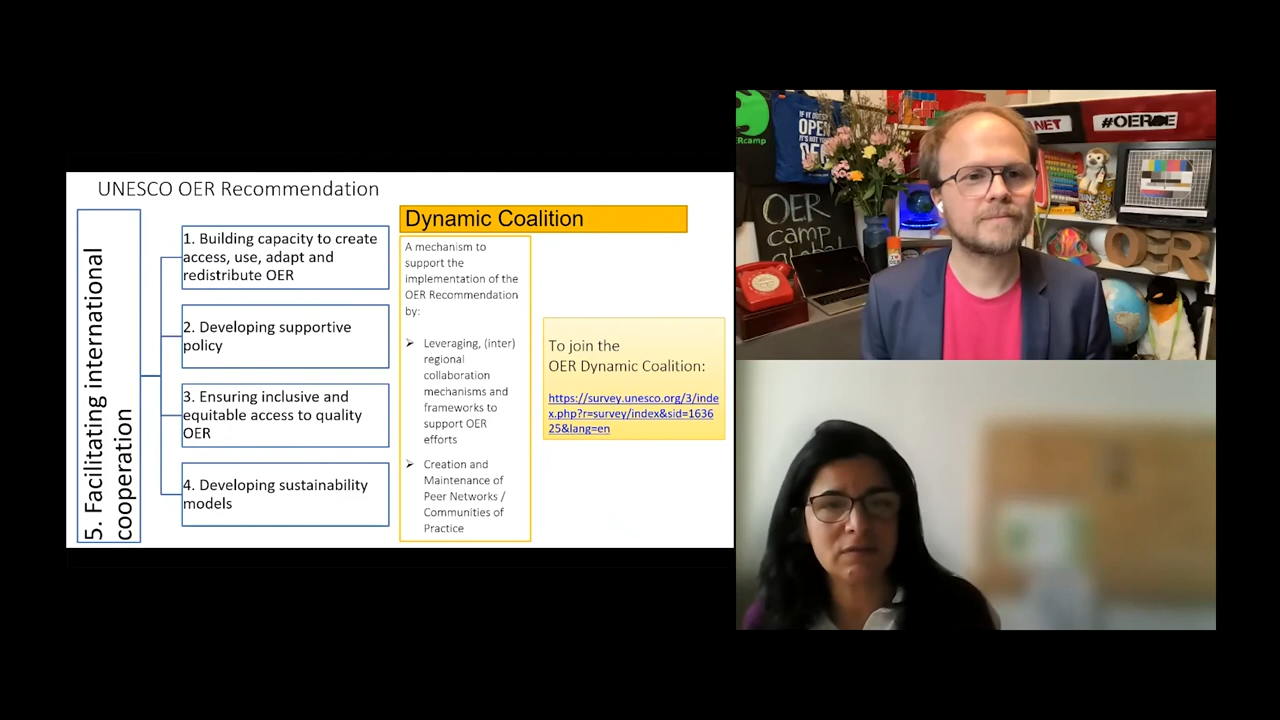 UNESCO OER Recommendation
5. Facilitating international
cooperation
1. Building capacity to create
access, use, adapt and
redistribute OER
2. Developing supportive
policy
3. Ensuring inclusive and
equitable access to quality
OER
4. Developing sustainability
models
Dynamic Coalition
A mechanism to
support the
implementation of the
OER Recommendation
by:
➢ Leveraging, (inter)
regional
collaboration
mechanisms and
frameworks to
support OER
efforts
➢ Creation and
Maintenance of
Peer Networks /
Communities of
Practice
To join the
OER Dynamic Coalition:
https://survey.unesco.org/3/inde
x.php?r=survey/index&sid=1636
25&lang=en
ERcamp
OPEN
NET
#OERDE
OER
camp
global
OER